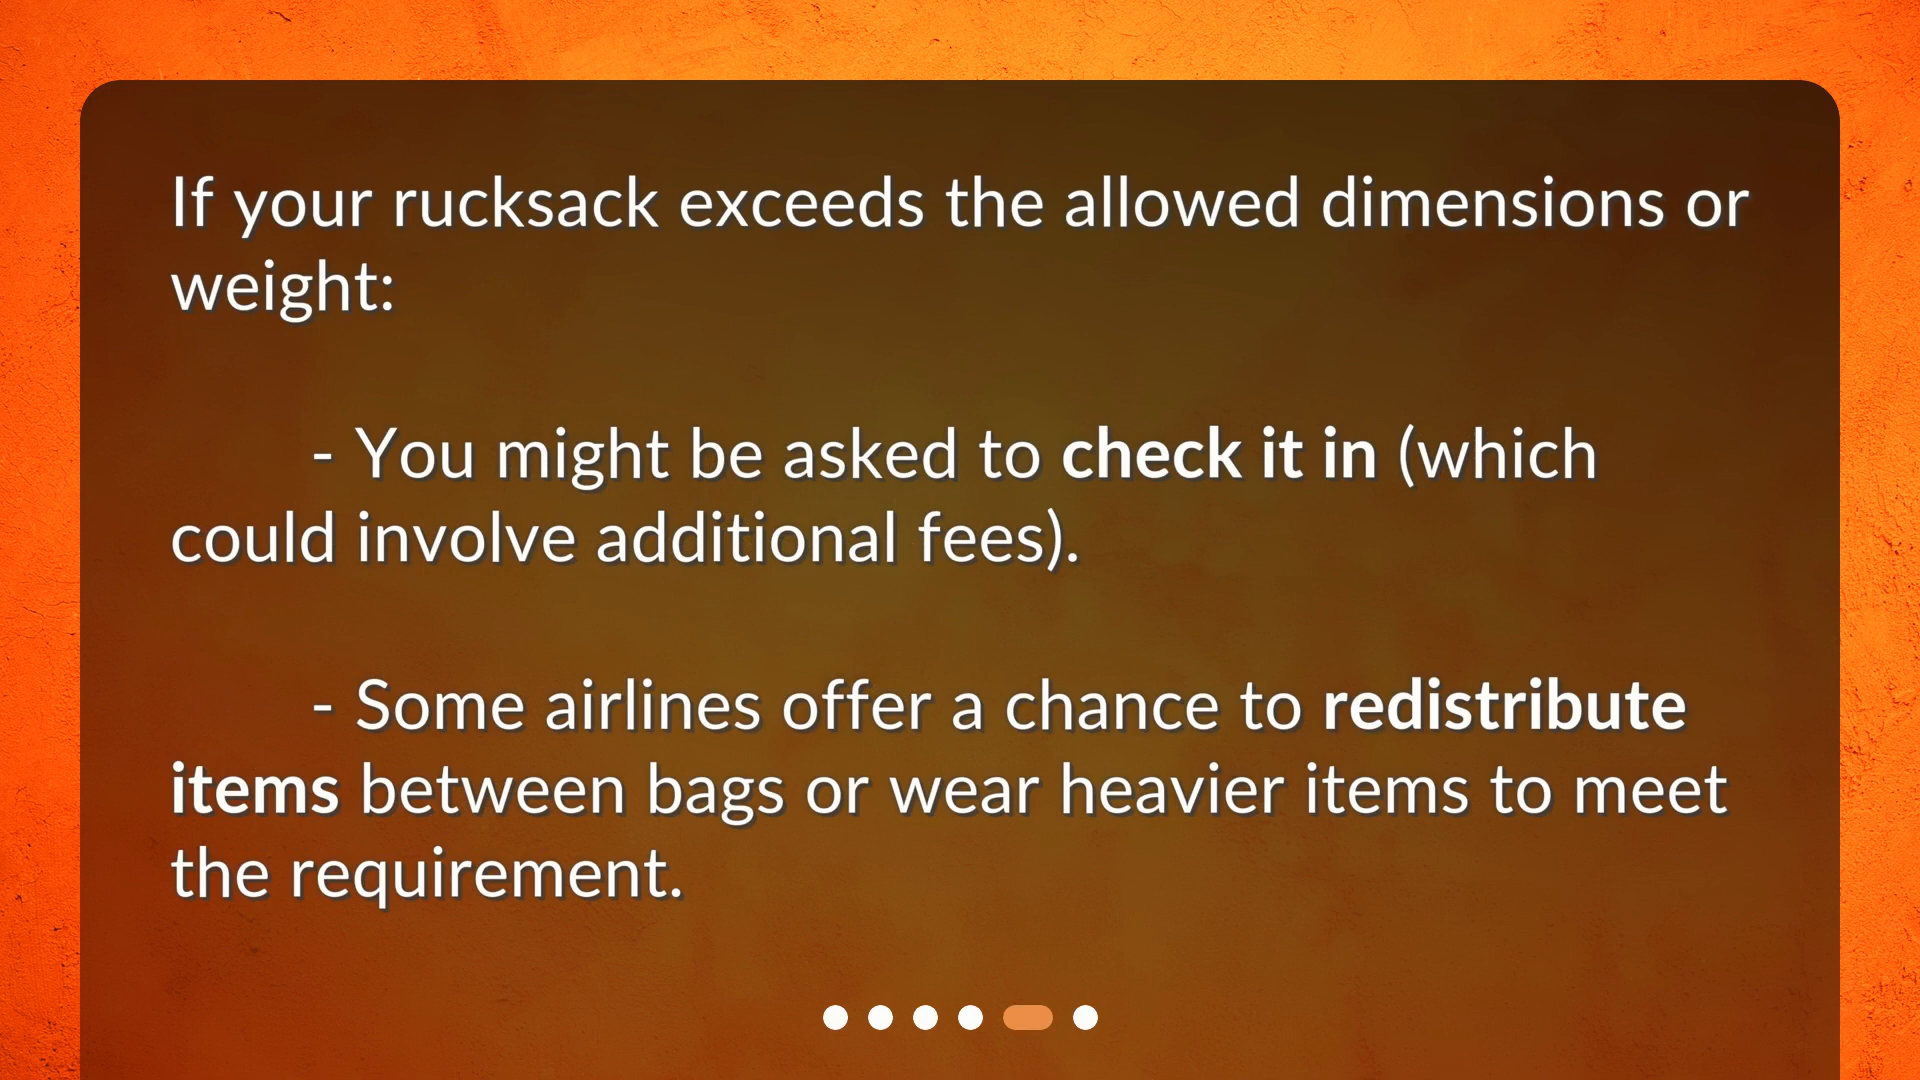 If your rucksack exceeds the allowed dimensions or
weight:
- You might be asked to check it in (which
could involve additional fees).
- Some airlines offer a chance to redistribute
items between bags or wear heavier items to meet
the requirement.